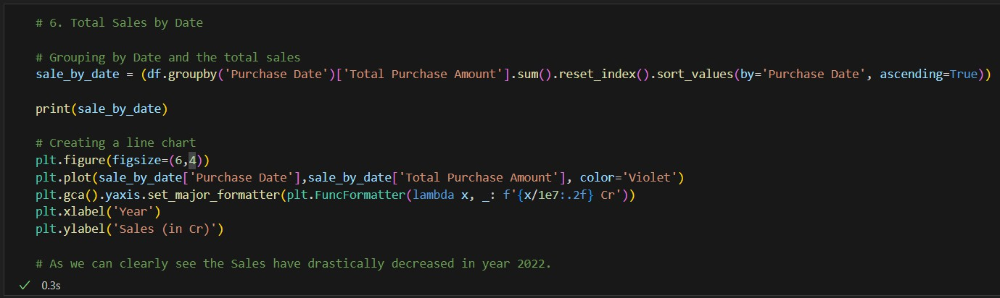 # 6. Total Sales by Date
# Grouping by Date and the total sales
sale_by_date = (df.groupby('Purchase Date')['Total Purchase Amount'].sum().reset_index().sort_values(by='Purchase Date', ascending=True))
print(sale_by_date)
# Creating a line chart
plt.figure(figsize=(6,4))
plt.plot(sale_by_date['Purchase Date'],sale_by_date['Total Purchase Amount'], color='Violet')
plt.gca().yaxis.set_major_formatter(plt.FuncFormatter(lambda x, _: f'{x/1e7:.2f} Cr'))
plt.xlabel('Year')
plt.ylabel('Sales (in Cr)')
# As we can clearly see the Sales have drastically decreased in year 2022.
0.3s